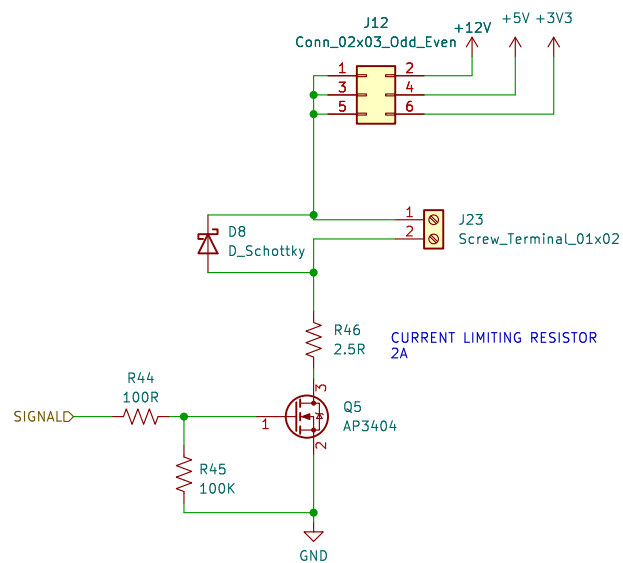 J12
Conn_02x03_Odd_Even
+12V
+5V
+3V3
1
2
3
4
5
6
D8
D_Schottky
1
2
J23
Screw_Terminal_01x02
R46
2.5R
CURRENT LIMITING RESISTOR
2A
R44
100R
SIGNAL
1
3
Q5
AP3404
2
R45
100K
GND